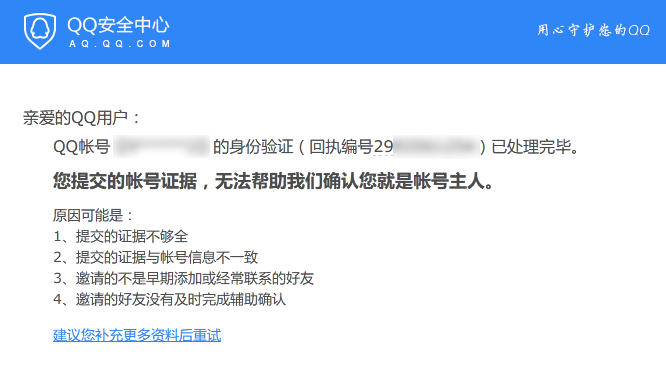 QQ安全中心
AQ.QQ.COM
用心守护您的QQ
亲爱的QQ用户：
QQ帐号 的身份验证（回执编号29 ）已处理完毕。
您提交的帐号证据，无法帮助我们确认您就是帐号主人。
原因可能是：
1、提交的证据不够全
2、提交的证据与帐号信息不一致
3、邀请的不是早期添加或经常联系的好友
4、邀请的好友没有及时完成辅助确认
建议您补充更多资料后重试